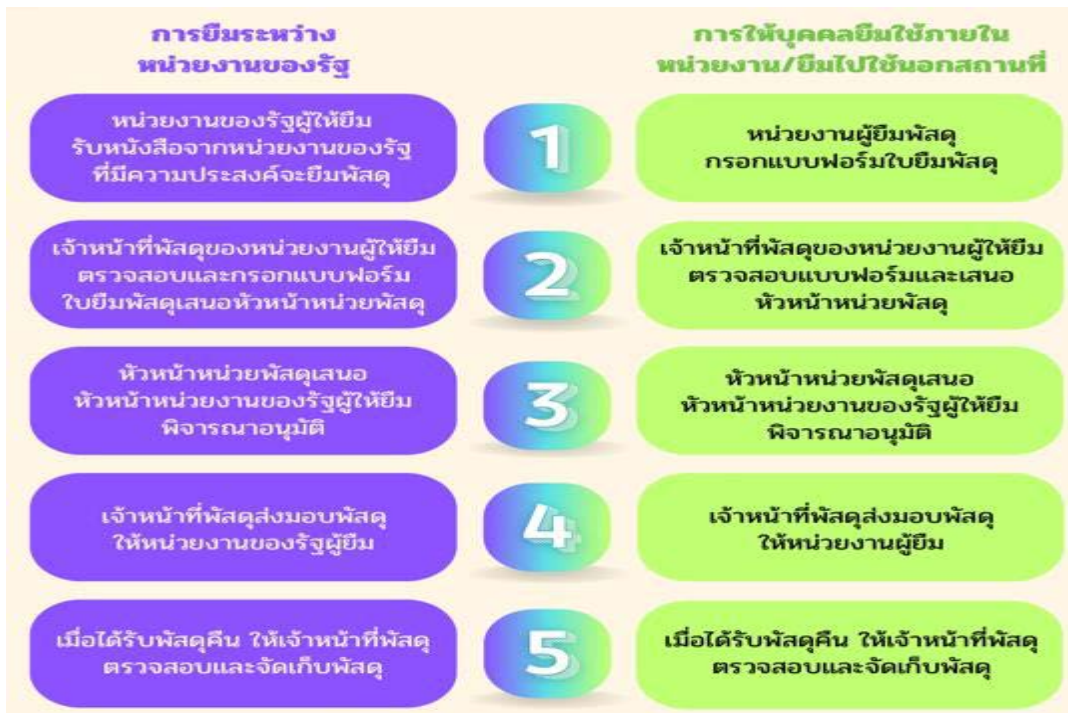 การยืมระหว่าง
หน่วยงานของรัฐ
การให้บุคคลยืมใช้ภายใน
หน่วยงาน/ยืมไปใช้นอกสถานที่
หน่วยงานของรัฐผู้ให้ยืม
รับหนังสือจากหน่วยงานของรัฐ
ที่มีความประสงค์จะยืมพัสดุ
1
หน่วยงานผู้ยืมพัสดุ
กรอกแบบฟอร์มใบยืมพัสดุ
เจ้าหน้าที่พัสดุของหน่วยงานผู้ให้ยืม
ตรวจสอบและกรอกแบบฟอร์ม
ใบยืมพัสดุเสนอหัวหน้าหน่วยพัสดุ
2
เจ้าหน้าที่พัสดุของหน่วยงานผู้ให้ยืม
ตรวจสอบแบบฟอร์มและเสนอ
หัวหน้าหน่วยพัสดุ
หัวหน้าหน่วยพัสดุเสนอ
หัวหน้าหน่วยงานของรัฐผู้ให้ยืม
พิจารณาอนุมัติ
3
หัวหน้าหน่วยพัสดุเสนอ
หัวหน้าหน่วยงานของรัฐผู้ให้ยืม
พิจารณาอนุมัติ
เจ้าหน้าที่พัสดุส่งมอบพัสดุ
ให้หน่วยงานของรัฐผู้ยืม
4
เจ้าหน้าที่พัสดุส่งมอบพัสดุ
ให้หน่วยงานผู้ยืม
เมื่อได้รับพัสดุคืน ให้เจ้าหน้าที่พัสดุ
ตรวจสอบและจัดเก็บพัสดุ
5
เมื่อได้รับพัสดุคืน ให้เจ้าหน้าที่พัสดุ
ตรวจสอบและจัดเก็บพัสดุ